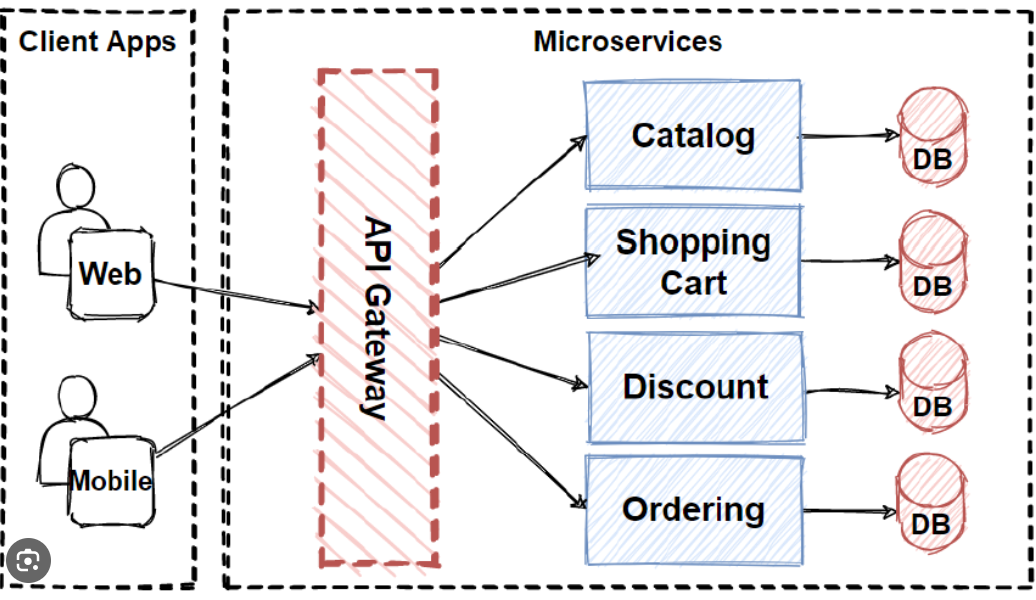 Client Apps
Microservices
Web
Mobile
API Gateway
Catalog
DB
Shopping
Cart
DB
Discount
DB
Ordering
DB